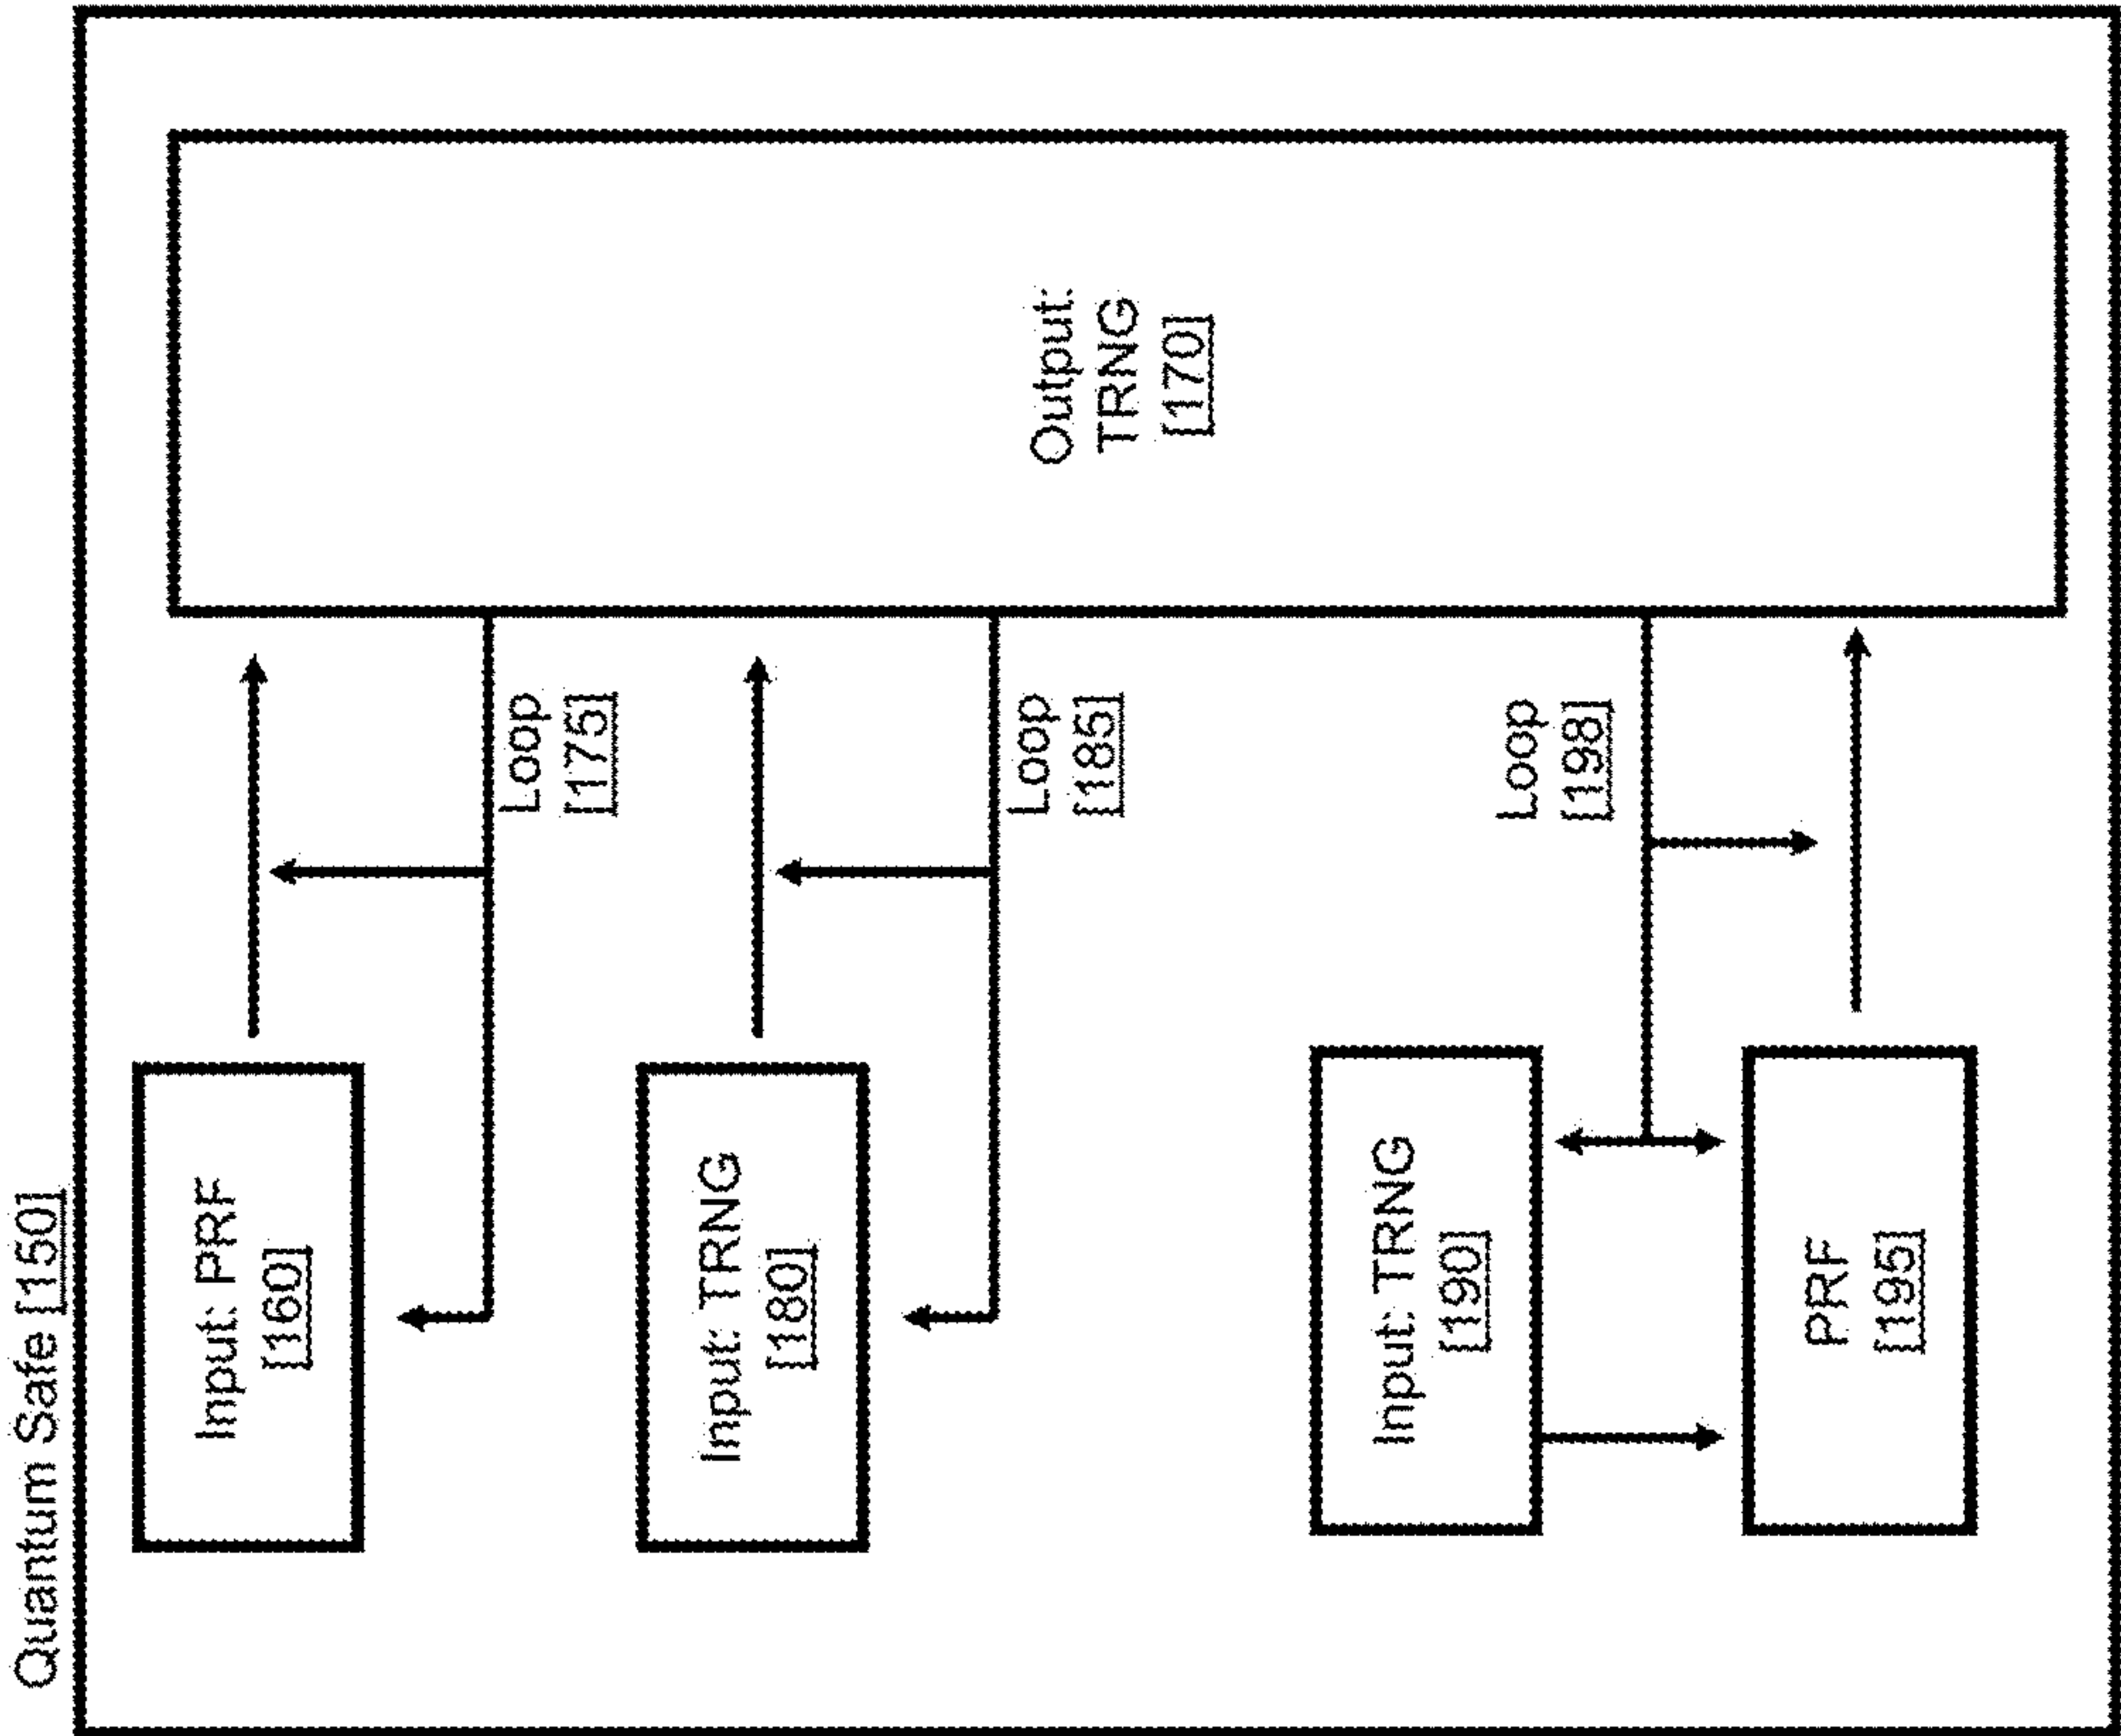 Quantum Safe [150]
Input: PRF
[160]
Loop
[175]
Input: TRNG
[180]
Loop
[185]
Output:
TRNG
[170]
Input: TRNG
[190]
Loop
[198]
PRF
[195]